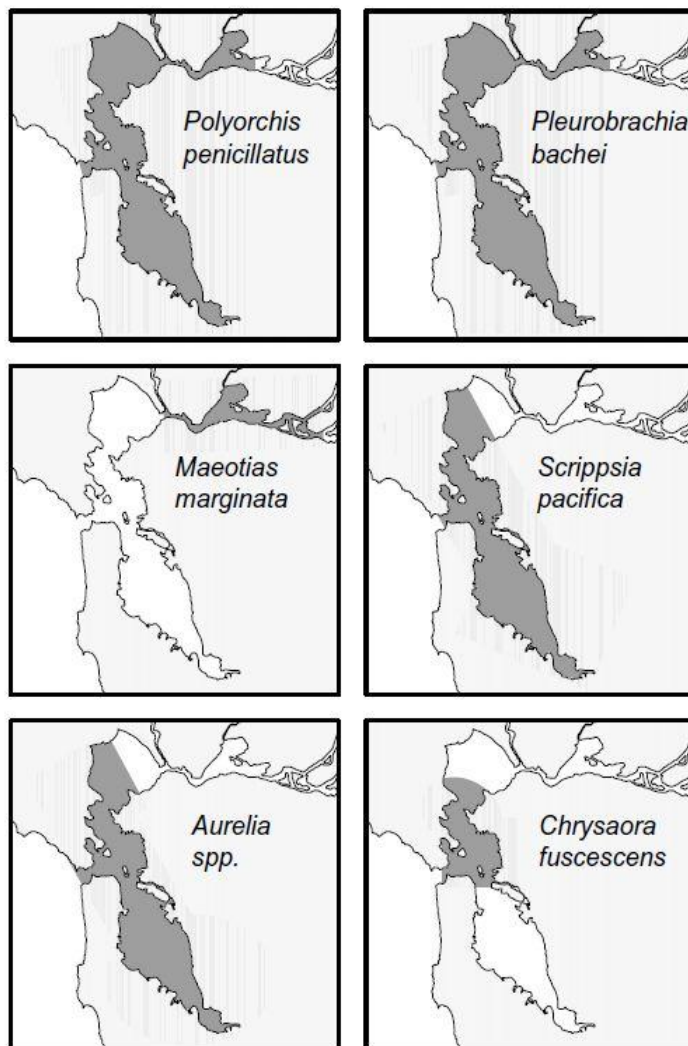 Polyorchis
penicillatus
Pleurobrachia
bachei
Maeotias
marginata
Scrippsia
pacifica
Aurelia
spp.
Chrysaora
fuscescens